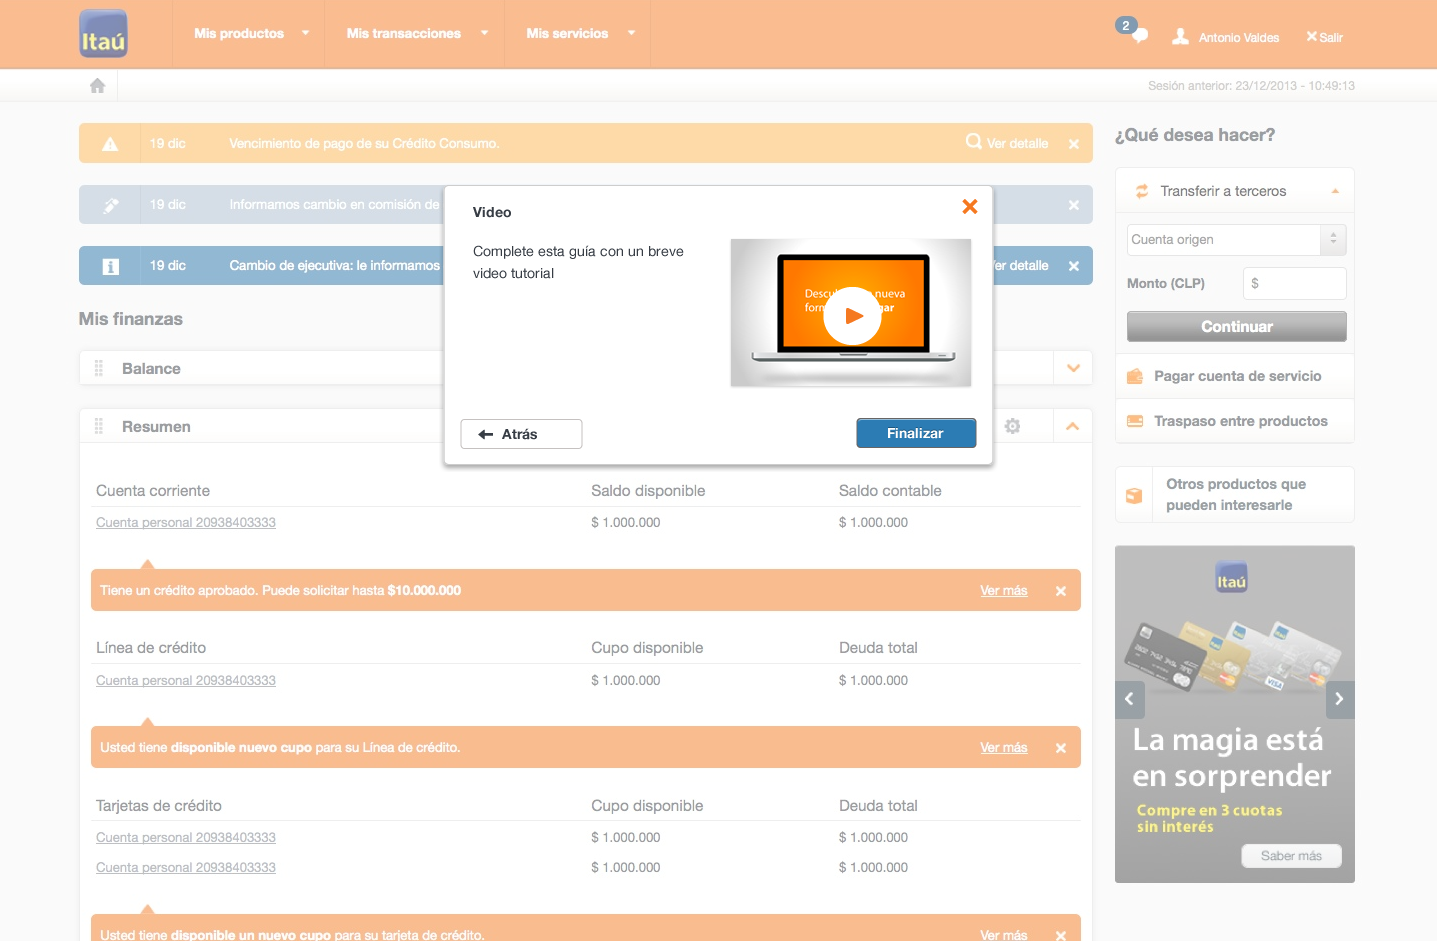 Itaú
Mis productos
Mis transacciones
Mis servicios
2
Antonio Valdes
Salir
Sesión anterior: 23/12/2013 - 10:49:13
19 dic
Vencimiento de pago de su Crédito Consumo.
Ver detalle
19 dic
Informamos cambio en comisión de
19 dic
Cambio de ejecutiva: le informamos
Ver detalle
Video
Complete esta guía con un breve
video tutorial
nueva
Atrás
Finalizar
Mis finanzas
Balance
Resumen
Cuenta corriente
Saldo disponible
Saldo contable
Cuenta personal 20938403333
$ 1.000.000
$ 1.000.000
Tiene un crédito aprobado. Puede solicitar hasta $10.000.000
Ver más
Línea de crédito
Cupo disponible
Deuda total
Cuenta personal 20938403333
$ 1.000.000
$ 1.000.000
Usted tiene disponible nuevo cupo para su Línea de crédito.
Ver más
Tarjetas de crédito
Cupo disponible
Deuda total
Cuenta personal 20938403333
$ 1.000.000
$ 1.000.000
Cuenta personal 20938403333
$ 1.000.000
$ 1.000.000
Usted tiene disponible un nuevo cupo para su tarjeta de crédito.
Ver más
¿Qué desea hacer?
Transferir a terceros
Cuenta origen
Monto (CLP)
$
Continuar
Pagar cuenta de servicio
Traspaso entre productos
Otros productos que
pueden interesarle
Itaú
VISA
La magia está
en sorprender
Compre en 3 cuotas
sin interés
Saber más